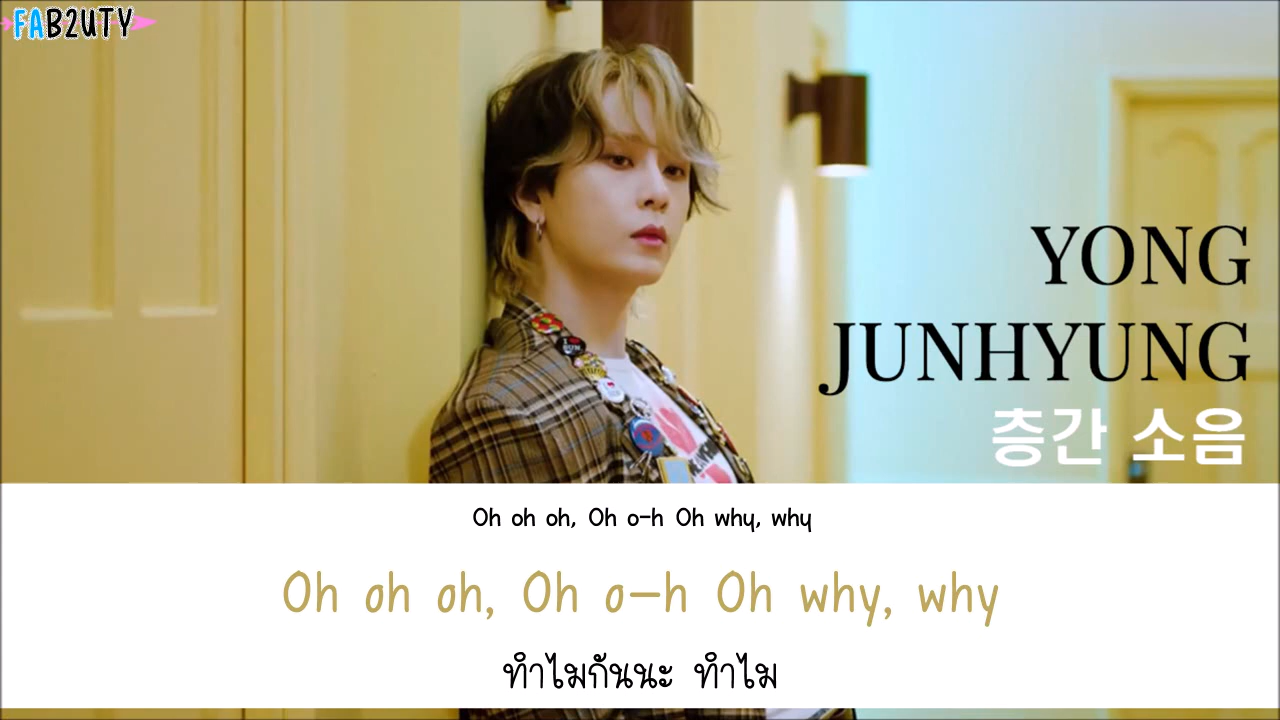 FAB2UTY
YONG
JUNHYUNG
층간 소음
Oh oh oh, Oh o-h Oh why, why
Oh oh oh, Oh o-h Oh why, why
ทำไมกันนะ ทำไม